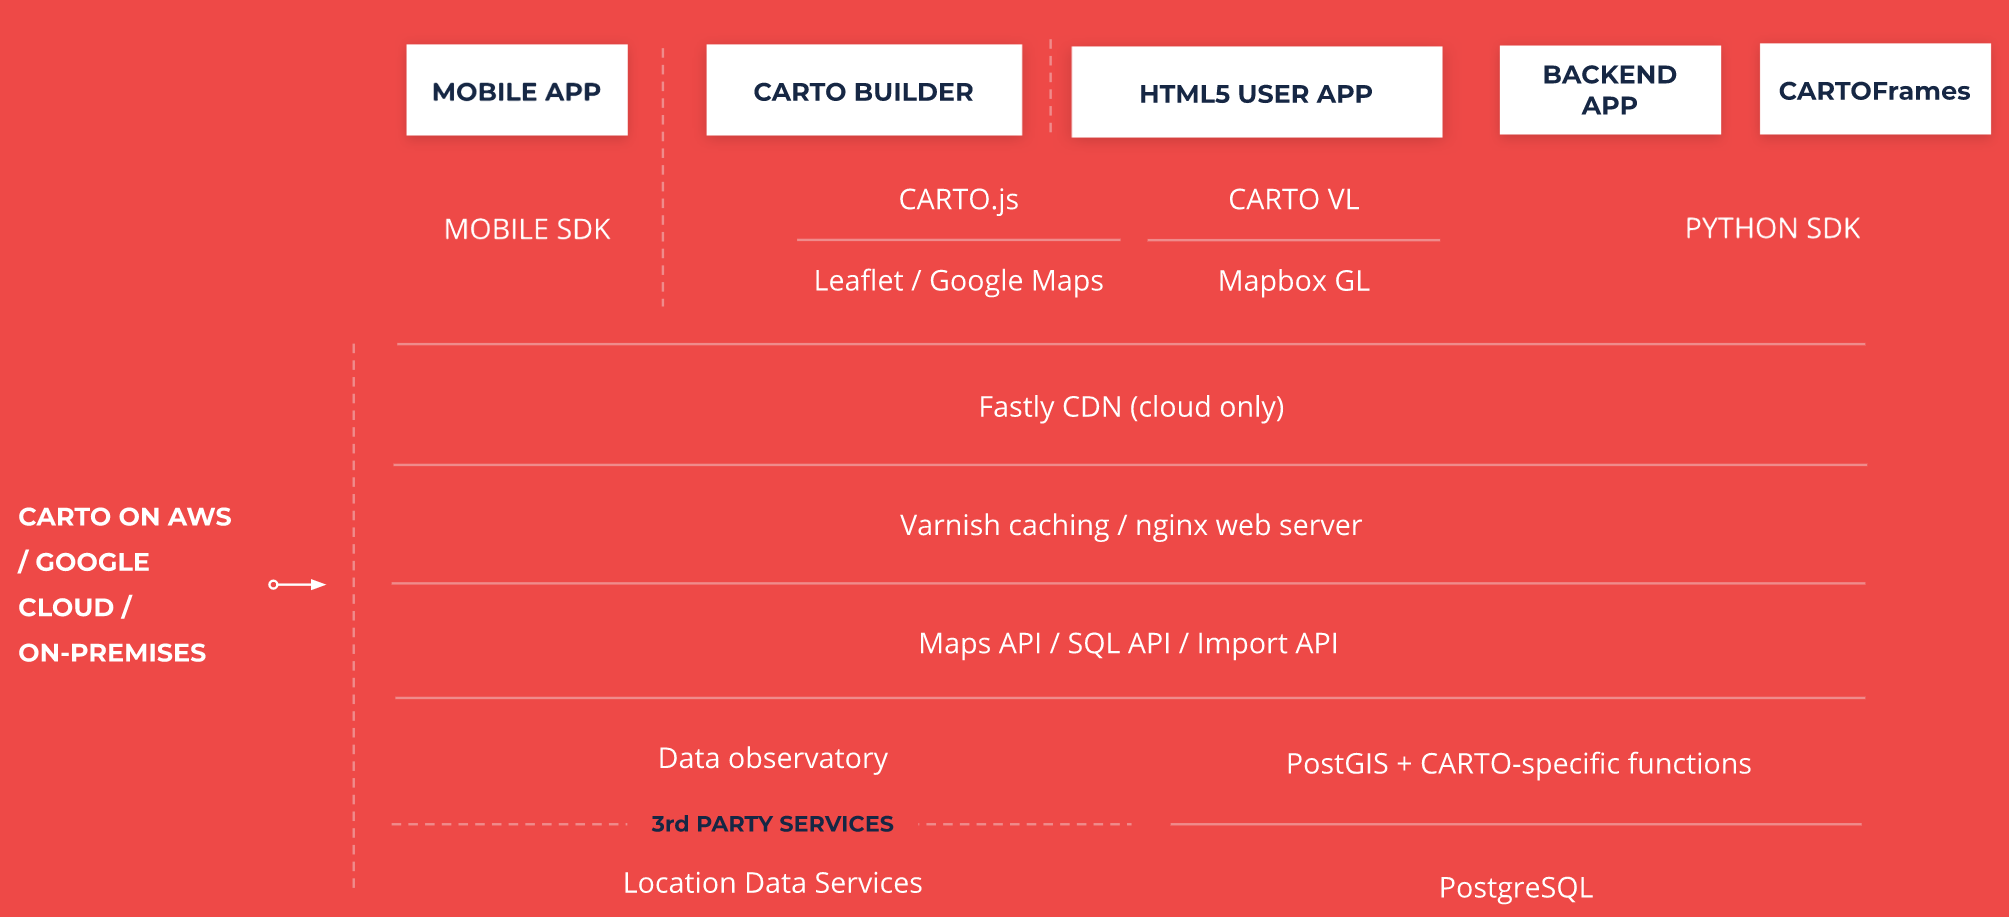 MOBILE APP
CARTO BUILDER
HTML5 USER APP
BACKEND
APP
CARTOFrames
MOBILE SDK
CARTO.js
Leaflet / Google Maps
CARTO VL
Mapbox GL
PYTHON SDK
Fastly CDN (cloud only)
Varnish caching / nginx web server
Maps API / SQL API / Import API
CARTO ON AWS
/ GOOGLE
CLOUD /
ON-PREMISES
Data observatory
3rd PARTY SERVICES
Location Data Services
PostGIS + CARTO-specific functions
PostgreSQL